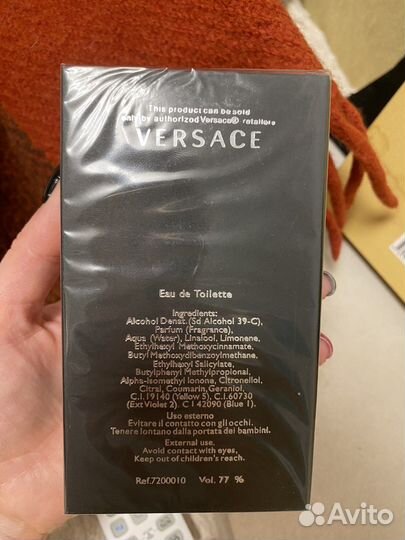 This product can be sold
only by authorized Versace® retailers
VERSACE
Eau de Toilette
Ingredients:
Alcohol Denat.(Sd Alcohol 39-C),
Parfum (Fragrance),
Aqua (Water), Linalool, Limonene,
Ethylhexyl Methoxycinnamate,
Butyl Methoxydibenzoylmethane,
Ethylhexyl Salicylate,
Butylphenyl Methylpropional,
Alpha-Isomethyl Ionone, Citronellol,
Citral, Coumarin, Geraniol,
C.I.19140 (Yellow 5), C.I.60730
(Ext Violet 2). C I 42090 (Blue 1).
Uso esterno
Evitare il contatto con gli occhi.
Tenere lontano dalla portata dei bambini.
External use.
Avoid contact with eyes,
Keep out of children's reach.
Ref.7200010 Vol. 77 %
Avito